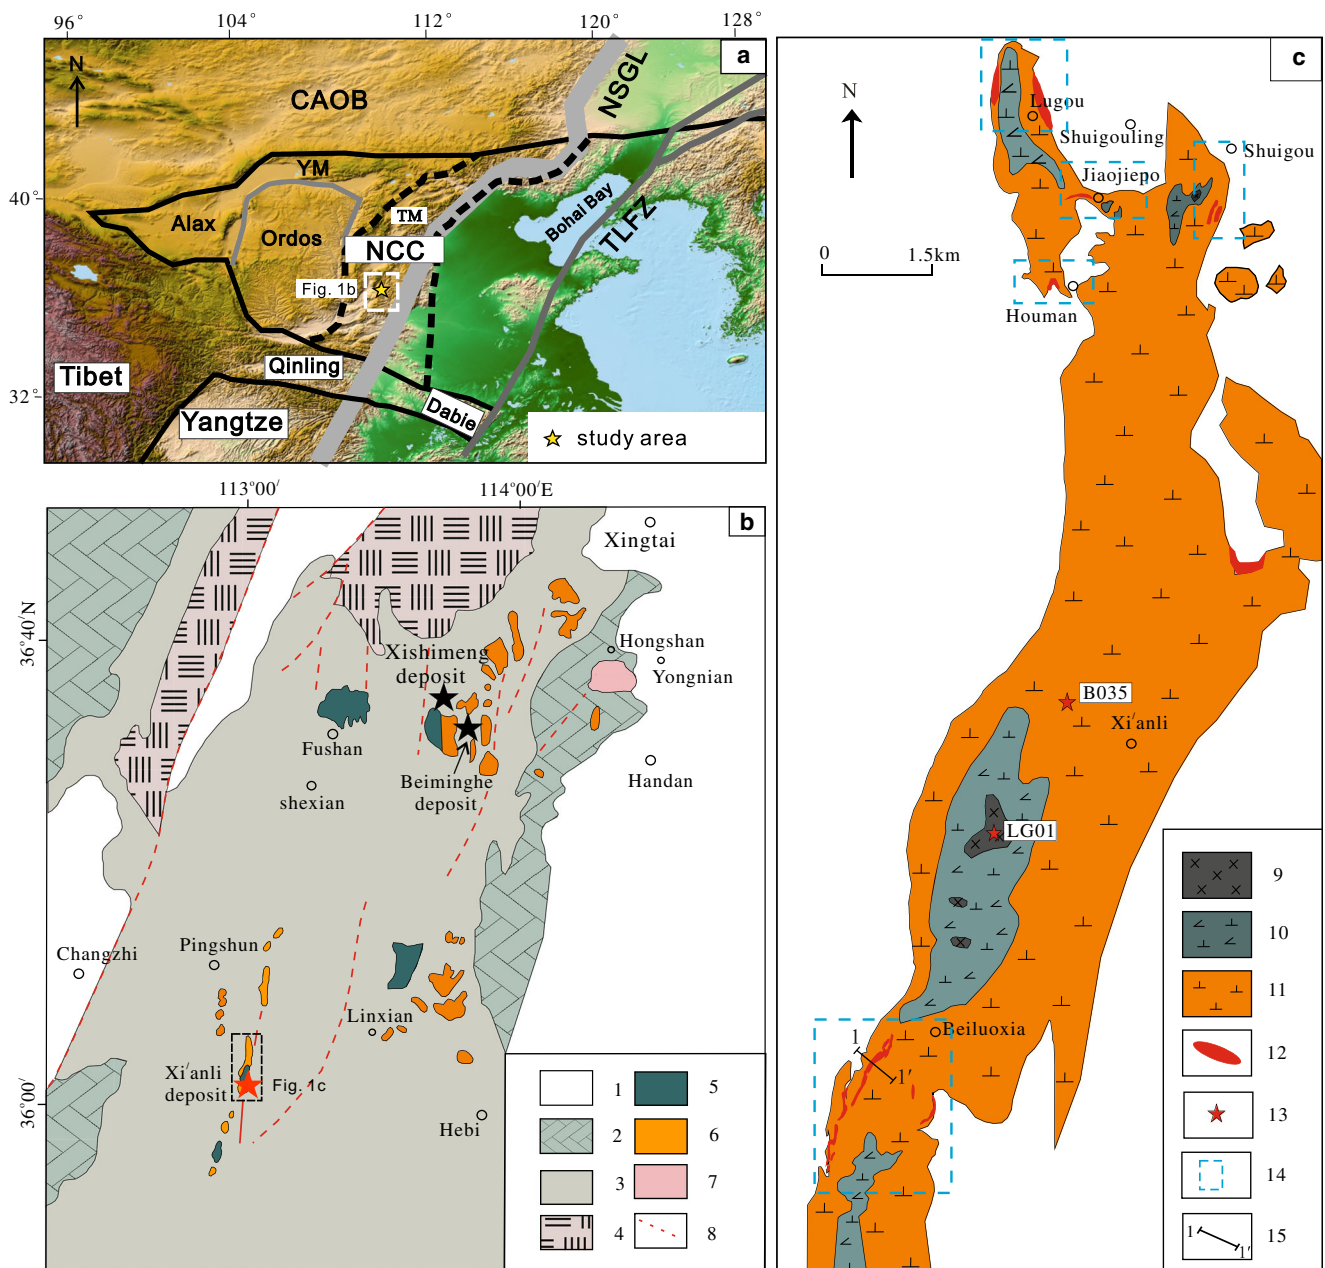 96°
104°
112°
120°
128°
40°
32°
a
N
CAOB
NSGL
YM
Alax
Ordos
TM
NCC
Bohai Bay
TLFZ
Fig. 1b
Tibet
Qinling
Yangtze
Dabie
study area
113°00′
114°00′E
36°40′N
36°00′
b
Xingtai
Xishimeng
deposit
Hongshan
Yongnian
Fushan
shexian
Beiminghe
deposit
Handan
Changzhi
Pingshun
Linxian
Xi′anli
deposit
Fig. 1c
Hebi
1
5
2
6
3
7
4
8
c
N
0
1.5km
Lugou
Shuigouling
Shuigou
Jiaojiepo
Houman
B035
Xi′anli
LG01
Beiluoxia
1
1′
9
10
11
12
13
14
1
1′
15